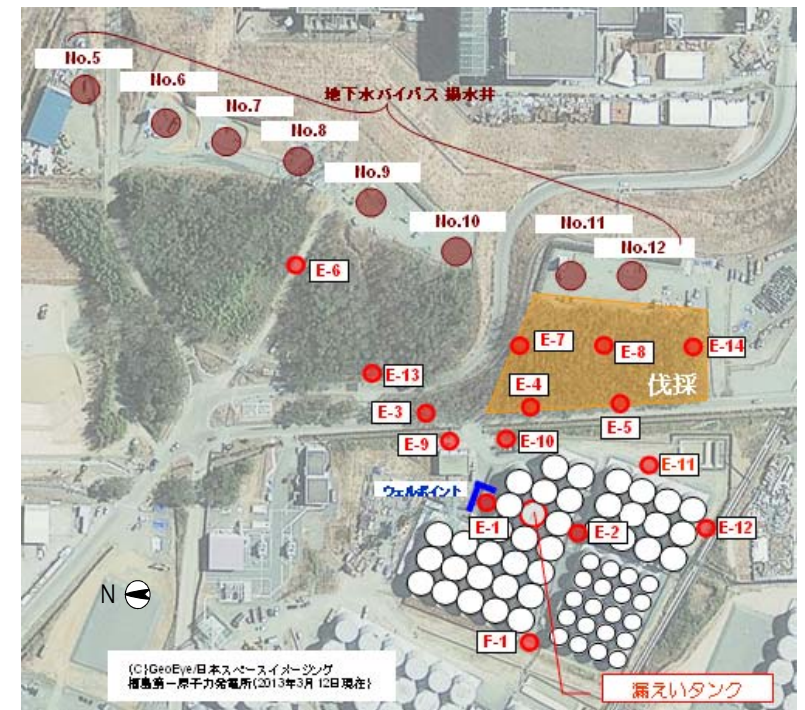 No.5
No.6
No.7
No.8
No.9
No.10
No.11
No.12
地下水バイパス 揚水井
E-6
E-7
E-8
E-14
E-13
伐採
E-4
E-3
E-5
E-9
E-10
E-11
ウェルポイント
E-1
E-2
E-12
N
F-1
(C)GeoEye/日本スペースイメージング
福島第一原子力発電所(2013年3月12日現在)
漏えいタンク